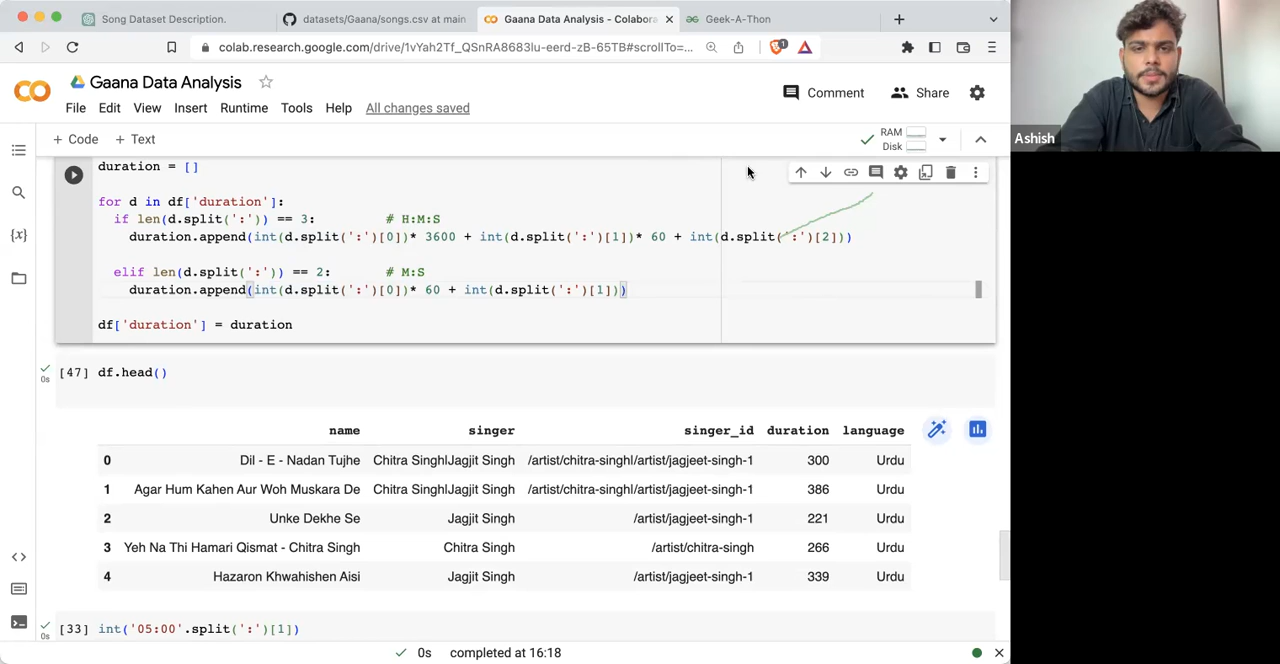 Song Dataset Description.
datasets/Gaana/songs.csv at main
Gaana Data Analysis - Colabora
Geek-A-Thon
colab.research.google.com/drive/1vYah2Tf_QSnRA8683lu-eerd-zB-65TB#scrollTo=...
1
Gaana Data Analysis
File Edit View Insert Runtime Tools Help All changes saved
Comment
Share
+ Code + Text
RAM
Disk
Ashish
duration = []
for d in df['duration']:
if len(d.split(':')) == 3: # H:M:S
duration.append(int(d.split(':')[0])* 3600 + int(d.split(':')[1])* 60 + int(d.split(':')[2]))
elif len(d.split(':')) == 2: # M:S
duration.append(int(d.split(':')[0])* 60 + int(d.split(':')[1]))
df['duration'] = duration
[47] df.head()
0s
name singer singer_id duration language
0 Dil - E - Nadan Tujhe Chitra Singh|Jagjit Singh /artist/chitra-singh|/artist/jagjeet-singh-1 300 Urdu
1 Agar Hum Kahen Aur Woh Muskara De Chitra Singh|Jagjit Singh /artist/chitra-singh|/artist/jagjeet-singh-1 386 Urdu
2 Unke Dekhe Se Jagjit Singh /artist/jagjeet-singh-1 221 Urdu
3 Yeh Na Thi Hamari Qismat - Chitra Singh Chitra Singh /artist/chitra-singh 266 Urdu
4 Hazaron Khwahishen Aisi Jagjit Singh /artist/jagjeet-singh-1 339 Urdu
[33] int('05:00'.split(':')[1])
0s
0s completed at 16:18